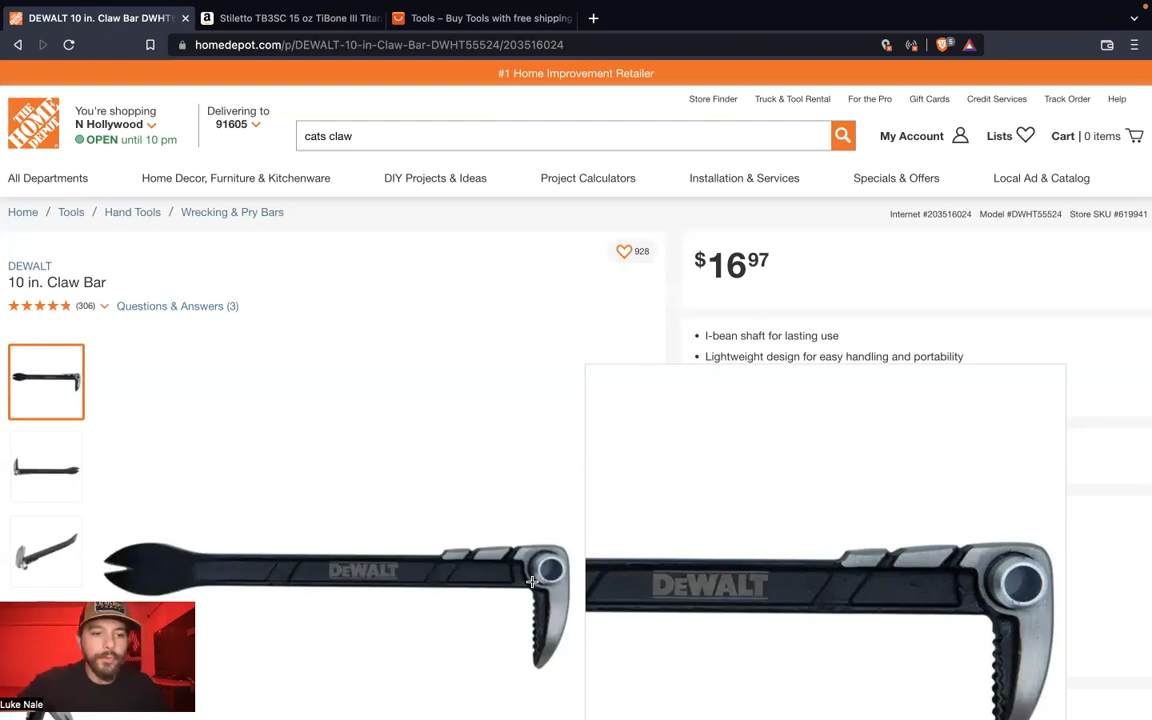 DEWALT 10 in. Claw Bar DWHT5
Stiletto TB3SC 15 oz TiBone III Titan
Tools – Buy Tools with free shipping
homedepot.com/p/DEWALT-10-in-Claw-Bar-DWHT55524/203516024
5
#1 Home Improvement Retailer
Store Finder Truck & Tool Rental For the Pro Gift Cards Credit Services Track Order Help
THE HOME DEPOT
You're shopping
N Hollywood
OPEN until 10 pm
Delivering to
91605
cats claw
My Account Lists Cart | 0 items
All Departments Home Decor, Furniture & Kitchenware DIY Projects & Ideas Project Calculators Installation & Services Specials & Offers Local Ad & Catalog
Home / Tools / Hand Tools / Wrecking & Pry Bars
Internet #203516024 Model #DWHT55524 Store SKU #619941
928
DEWALT
10 in. Claw Bar
(306) Questions & Answers (3)
$16 97
• I-bean shaft for lasting use
• Lightweight design for easy handling and portability
DEWALT
DEWALT
Luke Nale